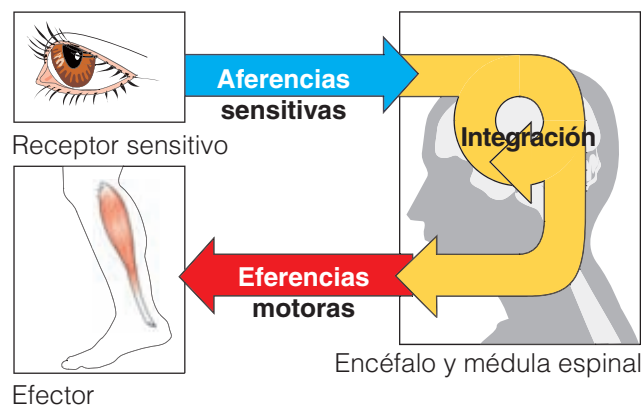 Aferencias
sensitivas
Receptor sensitivo
Integración
Eferencias
motoras
Encéfalo y médula espinal
Efector